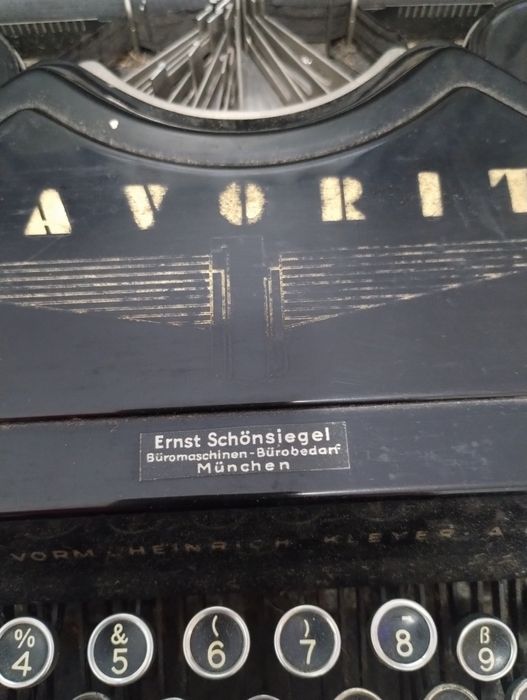 AVORIT
Ernst Schönsiegel
Büromaschinen-Bürobedarf
München
VORM. HEINRICH KLEYER A
% & ( ) - ß
4 5 6 7 8 9